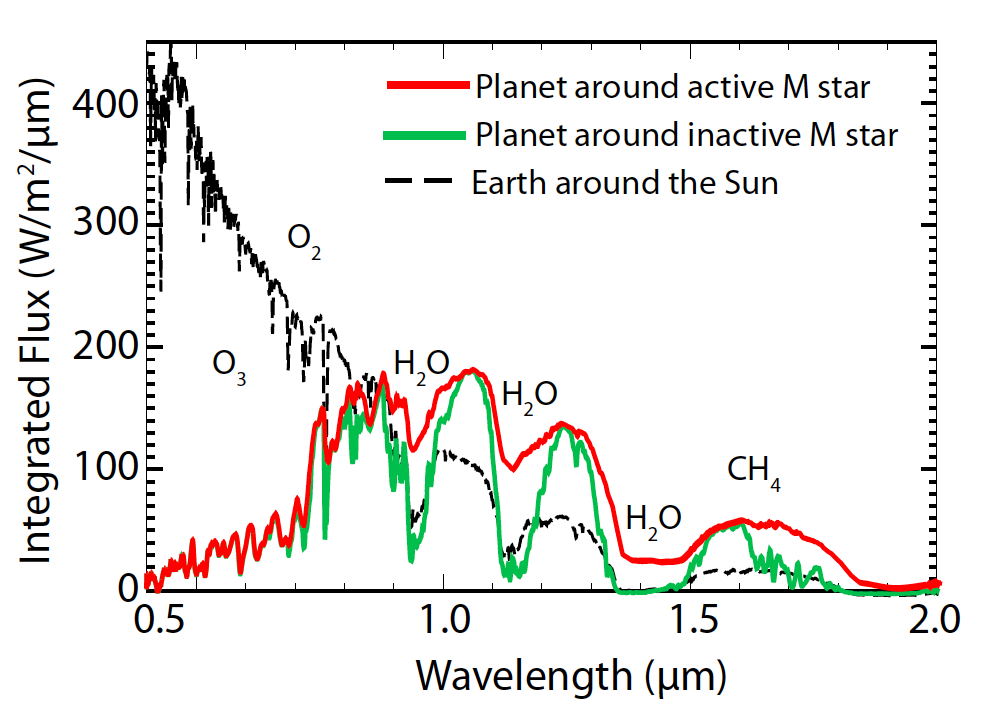 Integrated Flux (W/m²/µm)
400
300
200
100
0
Planet around active M star
Planet around inactive M star
Earth around the Sun
O₂
O₃
H₂O
H₂O
H₂O
CH₄
0.5
1.0
1.5
2.0
Wavelength (µm)